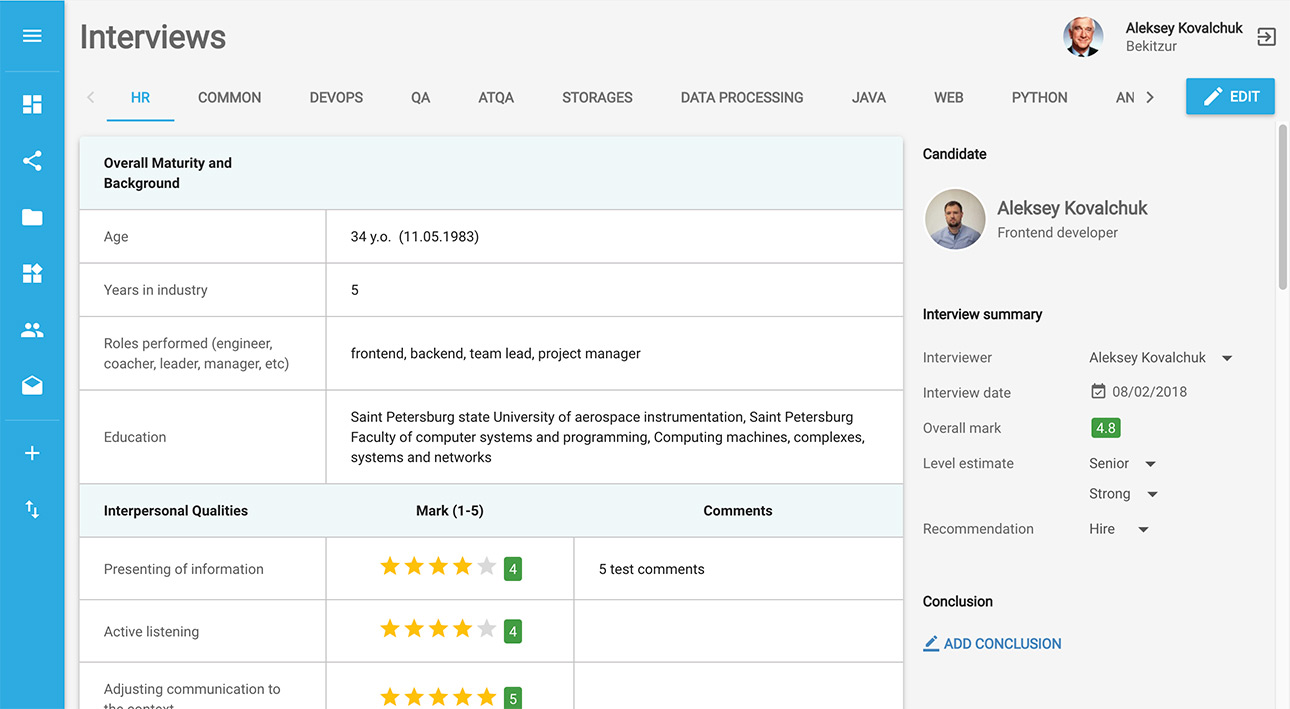 Interviews
Aleksey Kovalchuk
Bekitzur
HR COMMON DEVOPS QA ATQA STORAGES DATA PROCESSING JAVA WEB PYTHON AN
EDIT
Overall Maturity and
Background
Age
34 y.o. (11.05.1983)
Years in industry
5
Roles performed (engineer,
coacher, leader, manager, etc)
frontend, backend, team lead, project manager
Education
Saint Petersburg state University of aerospace instrumentation, Saint Petersburg
Faculty of computer systems and programming, Computing machines, complexes,
systems and networks
Interpersonal Qualities Mark (1-5) Comments
Presenting of information 4 5 test comments
Active listening 4
Adjusting communication to
the context
5
Candidate
Aleksey Kovalchuk
Frontend developer
Interview summary
Interviewer Aleksey Kovalchuk
Interview date 08/02/2018
Overall mark 4.8
Level estimate Senior
Strong
Recommendation Hire
Conclusion
ADD CONCLUSION